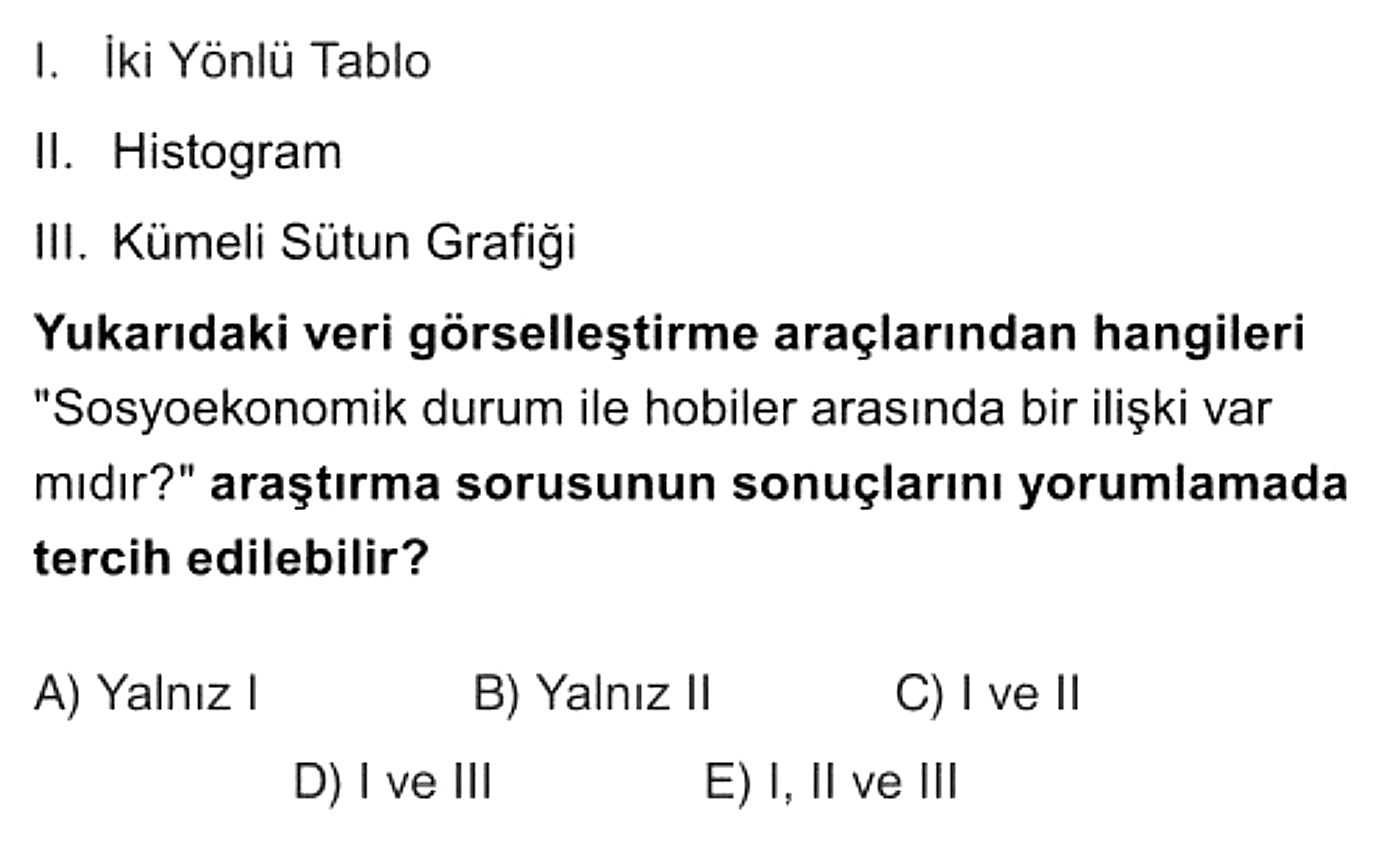 I. İki Yönlü Tablo
II. Histogram
III. Kümeli Sütun Grafiği
Yukarıdaki veri görselleştirme araçlarından hangileri
"Sosyoekonomik durum ile hobiler arasında bir ilişki var
mıdır?" araştırma sorusunun sonuçlarını yorumlamada
tercih edilebilir?
A) Yalnız I B) Yalnız II C) I ve II
D) I ve III E) I, II ve III